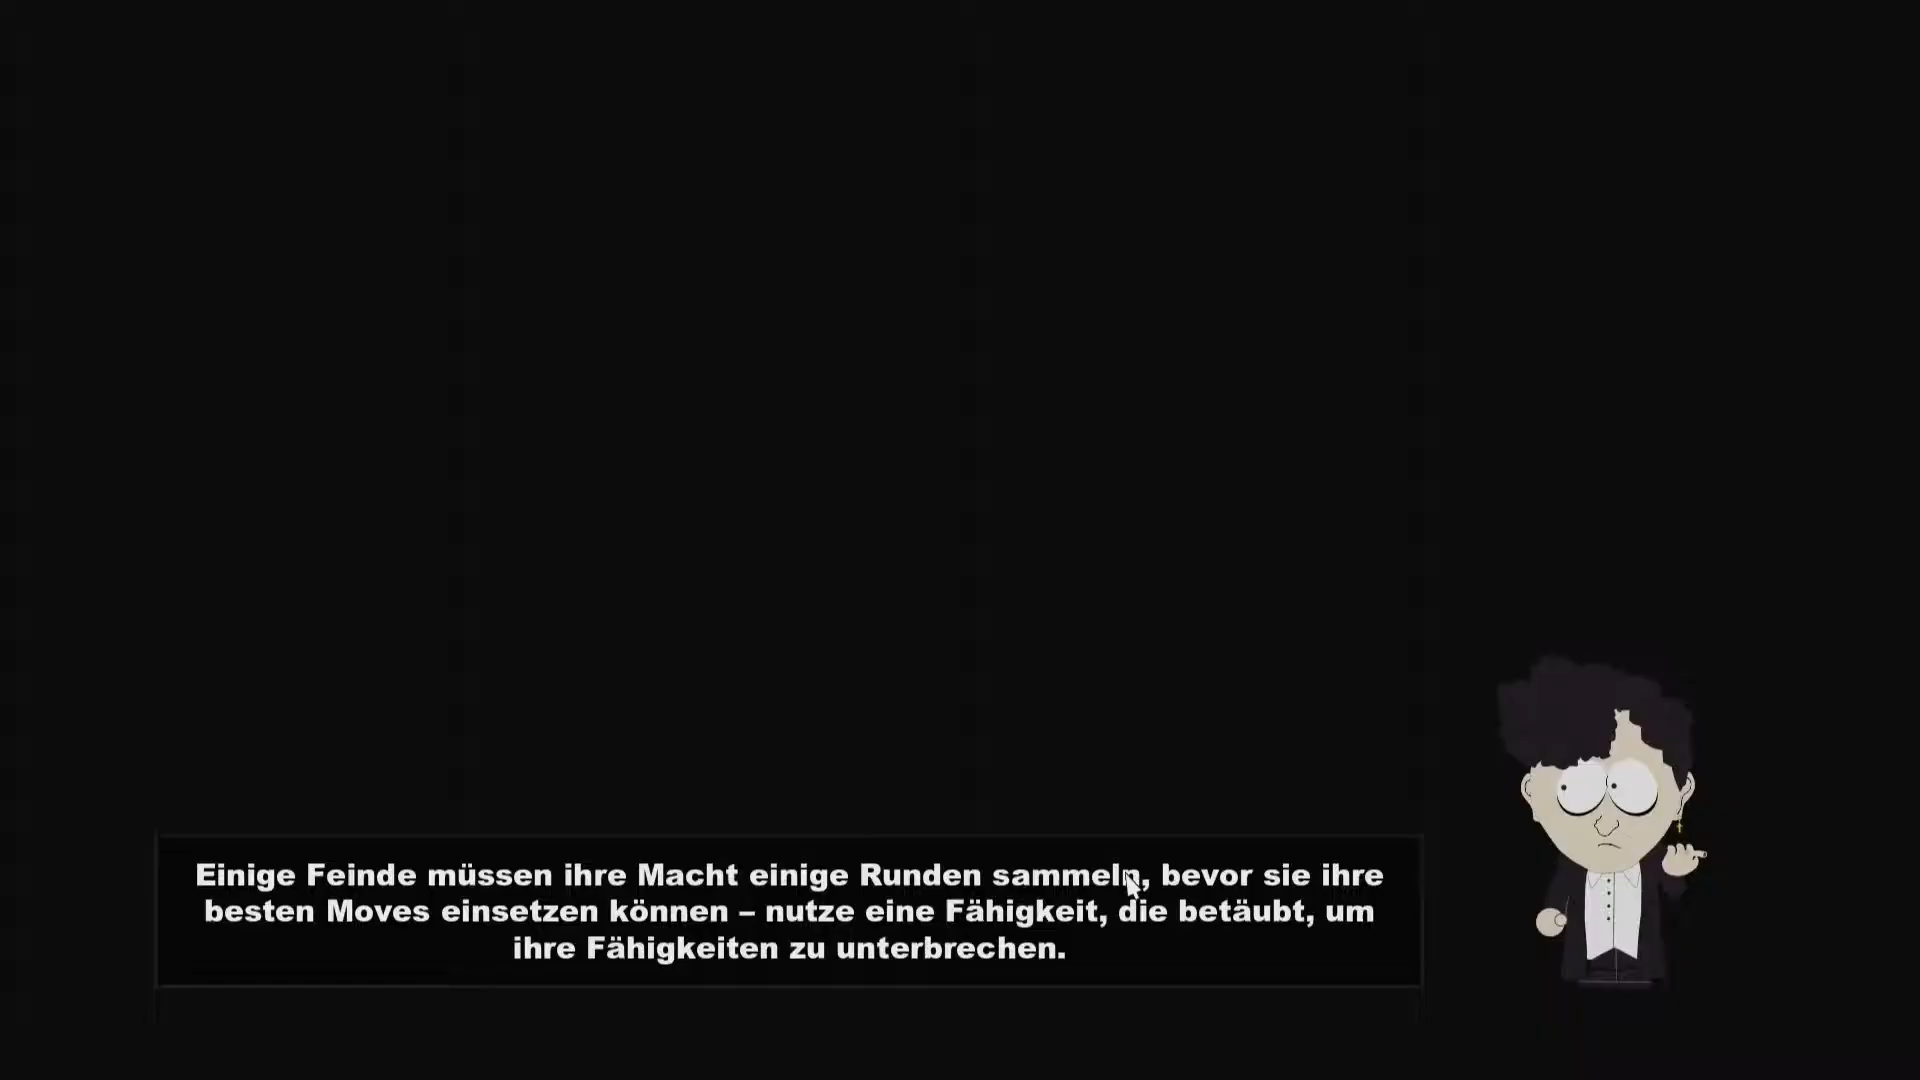 Einige Feinde müssen ihre Macht einige Runden sammeln, bevor sie ihre
besten Moves einsetzen können – nutze eine Fähigkeit, die betäubt, um
ihre Fähigkeiten zu unterbrechen.